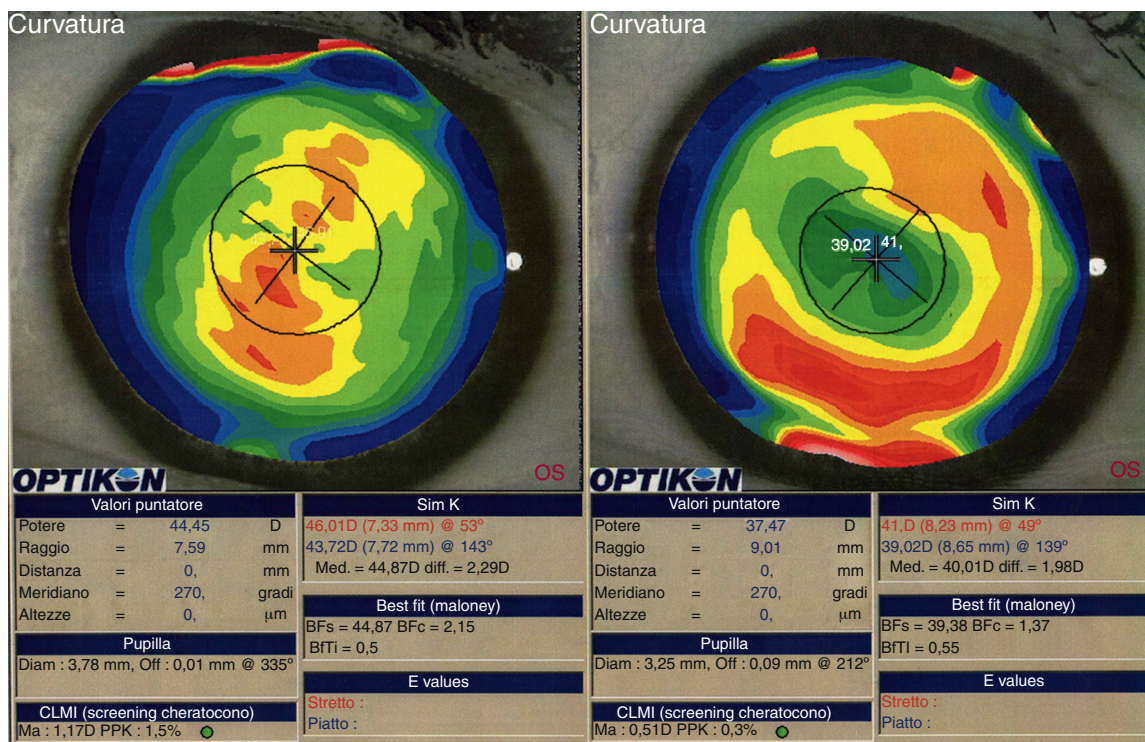 Curvatura
OPTIKON
OS
Valori puntatore
Potere = 44,45 D
Raggio = 7,59 mm
Distanza = 0, mm
Meridiano = 270, gradi
Altezze = 0, µm
Pupilla
Diam : 3,78 mm, Off : 0,01 mm @ 335º
CLMI (screening cheratocono)
Ma : 1,17D PPK : 1,5%
Sim K
46,01D (7,33 mm) @ 53º
43,72D (7,72 mm) @ 143º
Med. = 44,87D diff. = 2,29D
Best fit (maloney)
BFs = 44,87 BFc = 2,15
BfTi = 0,5
E values
Stretto :
Piatto :
Curvatura
39,02 41,
OPTIKON
OS
Valori puntatore
Potere = 37,47 D
Raggio = 9,01 mm
Distanza = 0, mm
Meridiano = 270, gradi
Altezze = 0, µm
Pupilla
Diam : 3,25 mm, Off : 0,09 mm @ 212º
CLMI (screening cheratocono)
Ma : 0,51D PPK : 0,3%
Sim K
41,D (8,23 mm) @ 49º
39,02D (8,65 mm) @ 139º
Med. = 40,01D diff. = 1,98D
Best fit (maloney)
BFs = 39,38 BFc = 1,37
BfTI = 0,55
E values
Stretto :
Piatto :